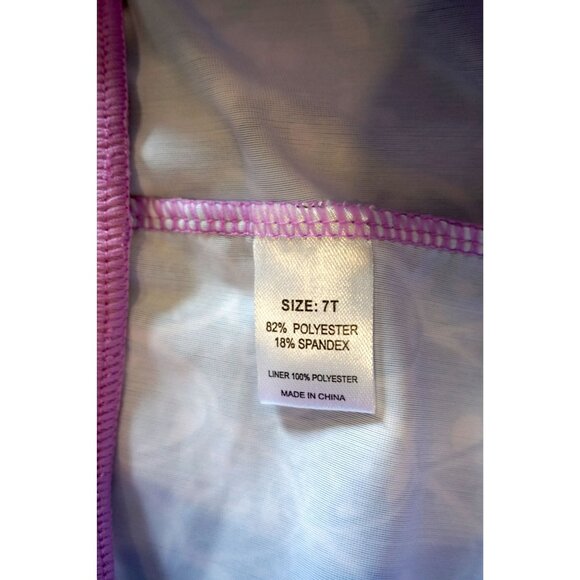 SIZE: 7T
82% POLYESTER
18% SPANDEX
LINER 100% POLYESTER
MADE IN CHINA